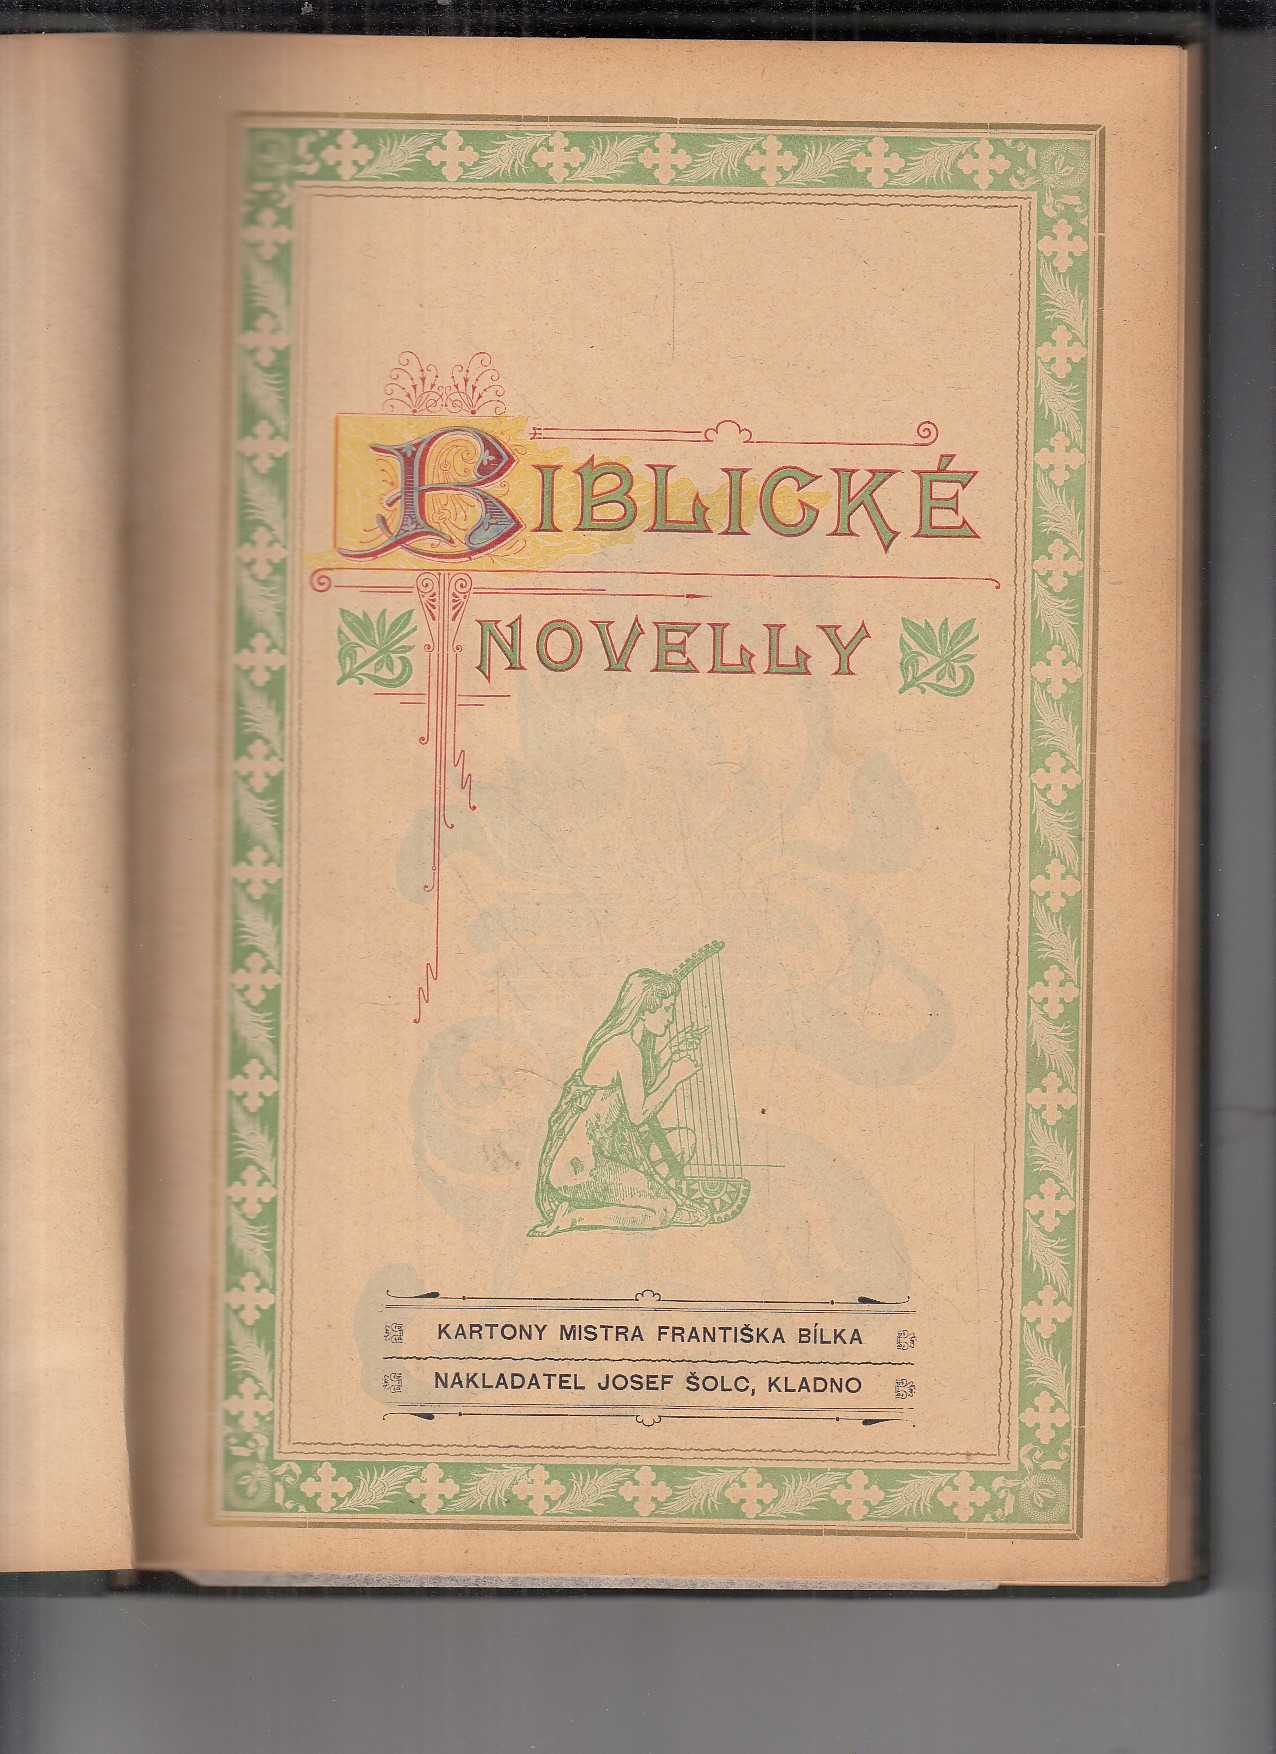 BIBLICKÉ
NOVELLY
KARTONY MISTRA FRANTIŠKA BÍLKA
NAKLADATEL JOSEF ŠOLC, KLADNO